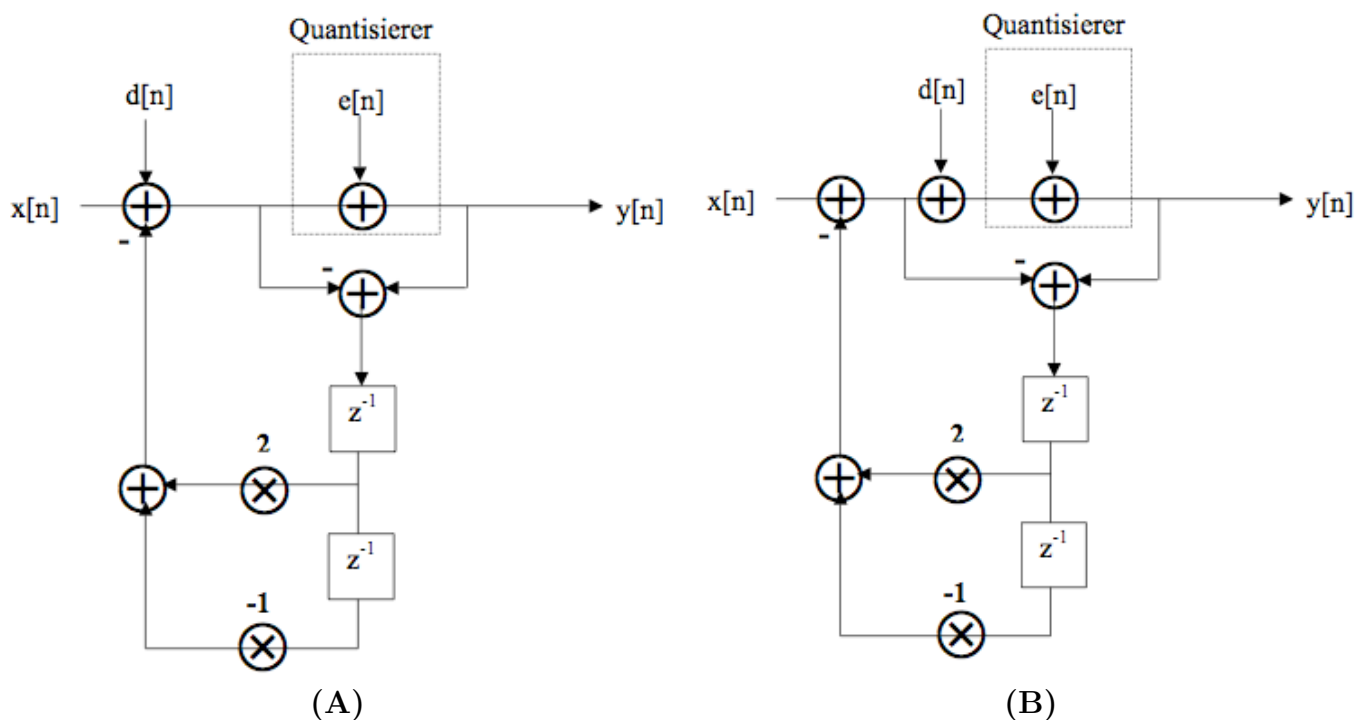 Quantisierer
d[n]
e[n]
x[n]
-
y[n]
-
z⁻¹
2
z⁻¹
-1
(A)
Quantisierer
d[n]
e[n]
x[n]
-
y[n]
-
z⁻¹
2
z⁻¹
-1
(B)